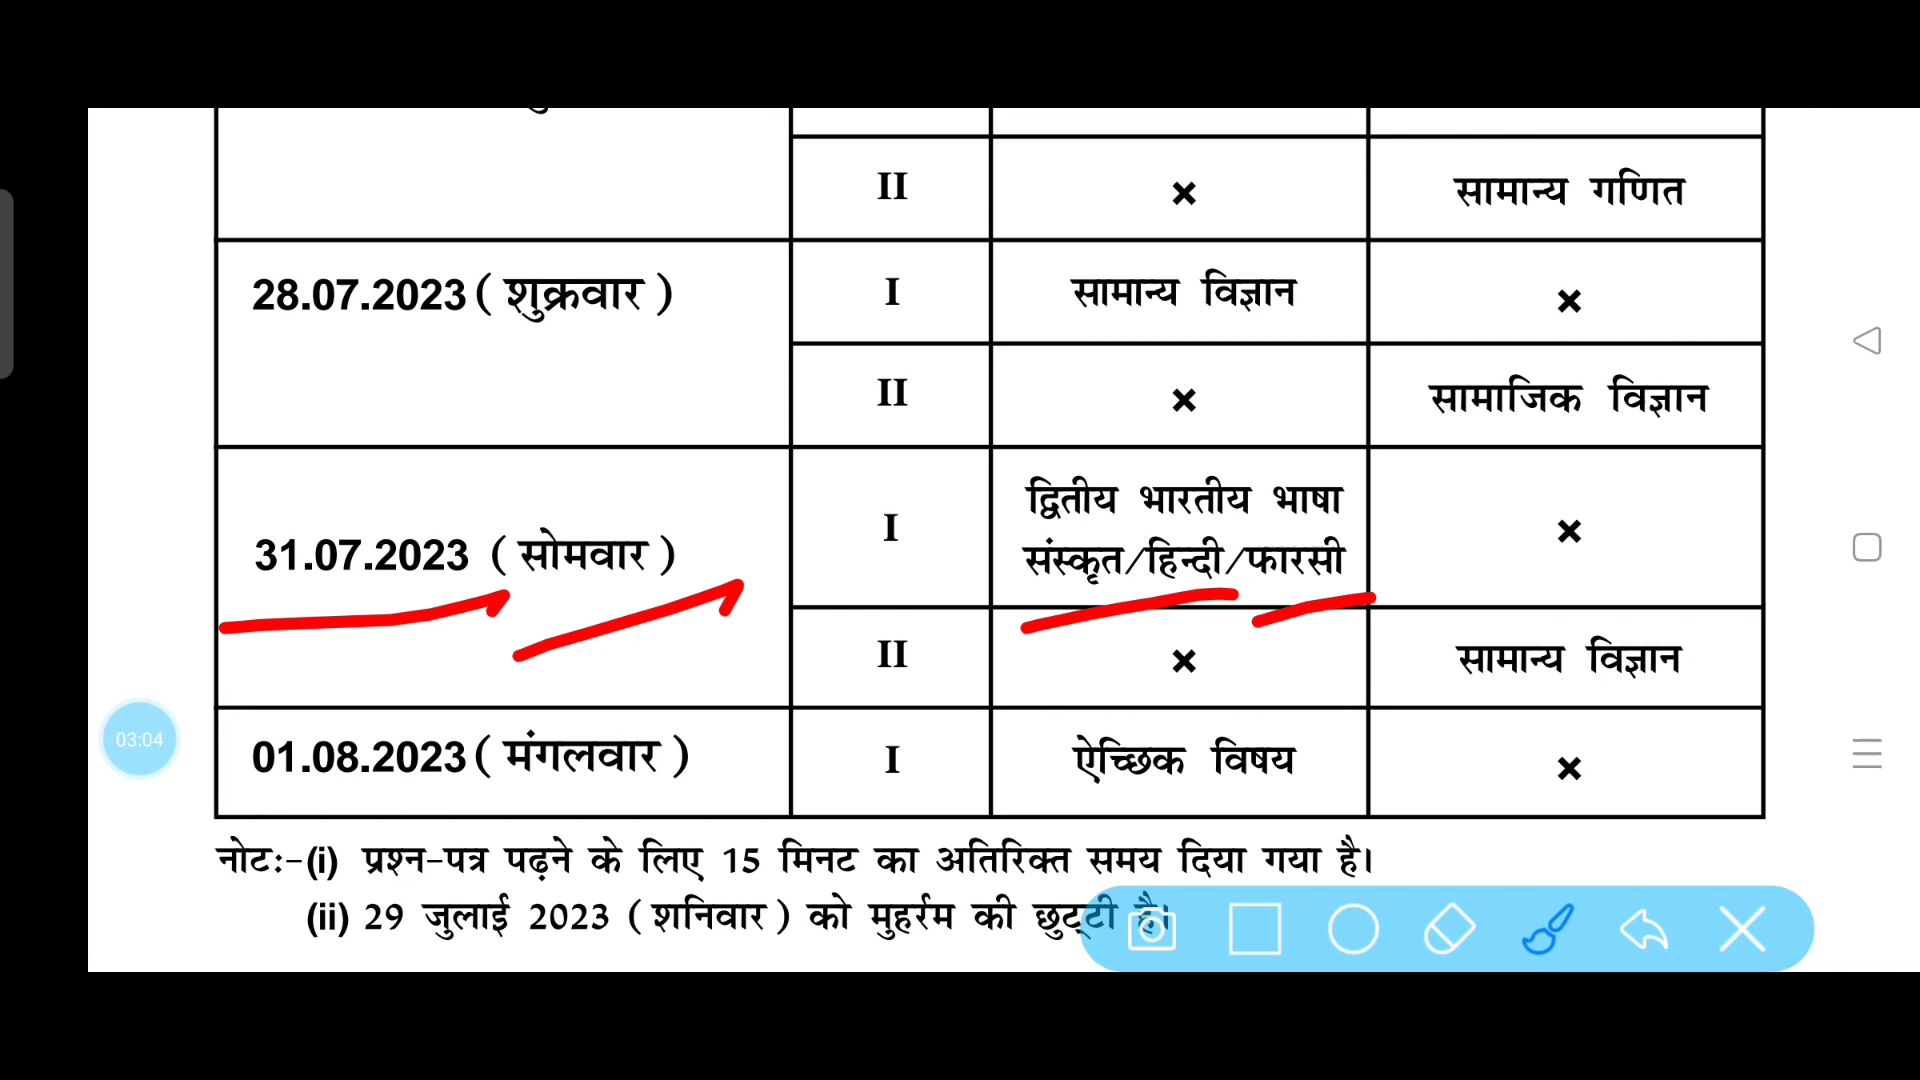 II × सामान्य गणित
28.07.2023 ( शुक्रवार ) I सामान्य विज्ञान ×
II × सामाजिक विज्ञान
द्वितीय भारतीय भाषा
31.07.2023 ( सोमवार ) I संस्कृत/हिन्दी/फारसी ×
II × सामान्य विज्ञान
03:04
01.08.2023 ( मंगलवार ) I ऐच्छिक विषय ×
नोटः-(i) प्रश्न-पत्र पढ़ने के लिए 15 मिनट का अतिरिक्त समय दिया गया है।
(ii) 29 जुलाई 2023 ( शनिवार ) को मुहर्रम की छुट्टी है।